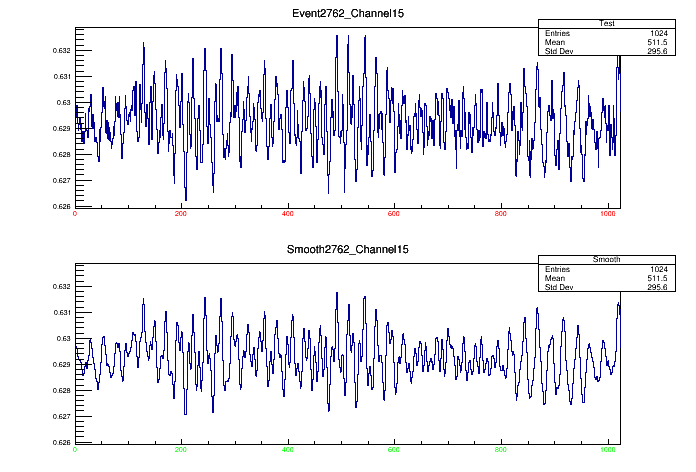 Event2762_Channel15
Test
Entries 1024
Mean 511.5
Std Dev 295.6
0.632
0.631
0.63
0.629
0.628
0.627
0.626
0 200 400 600 800 1000
Smooth2762_Channel15
Smooth
Entries 1024
Mean 511.5
Std Dev 295.6
0.632
0.631
0.63
0.629
0.628
0.627
0.626
0 200 400 600 800 1000